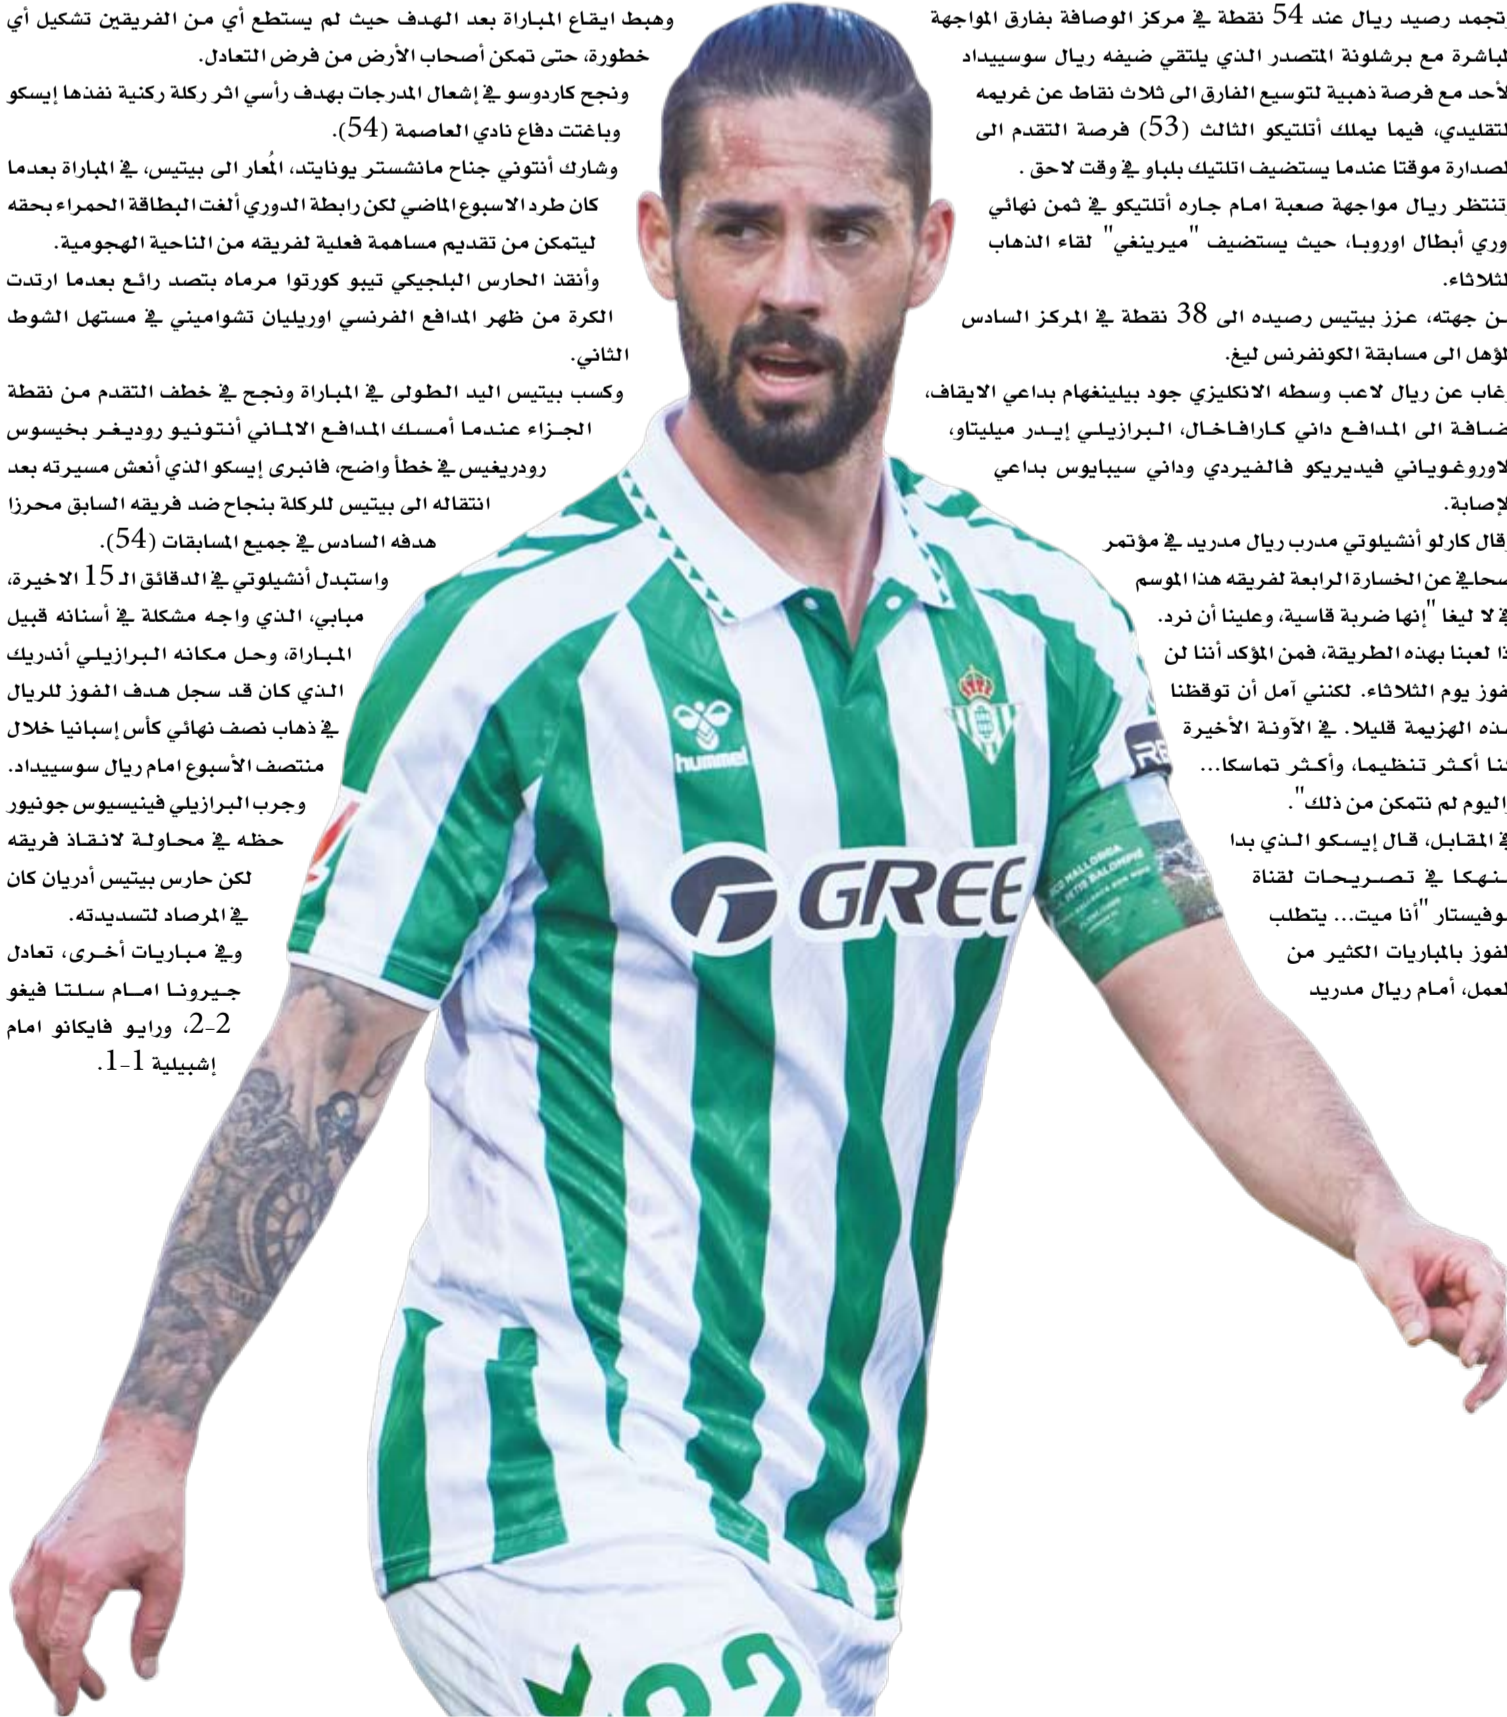 وتجمد رصيد ريال عند 54 نقطة في مركز الوصافة بفارق المواجهة
المباشرة مع برشلونة المتصدر الذي يلتقي ضيفه ريال سوسييداد
الأحد مع فرصة ذهبية لتوسيع الفارق الى ثلاث نقاط عن غريمه
التقليدي، فيما يملك أتلتيكو الثالث (53) فرصة التقدم الى
الصدارة موقتا عندما يستضيف اتلتيك بلباو في وقت لاحق .
وتنتظر ريال مواجهة صعبة امام جاره أتلتيكو في ثمن نهائي
دوري أبطال اوروبا، حيث يستضيف "ميرينغي" لقاء الذهاب
الثلاثاء.
من جهته، عزز بيتيس رصيده الى 38 نقطة في المركز السادس
المؤهل الى مسابقة الكونفرنس ليغ.
وغاب عن ريال لاعب وسطه الانكليزي جود بيلينغهام بداعي الايقاف،
إضافة الى المدافع داني كارافاخال، البرازيلي إيدر ميليتاو،
الاوروغوياني فيديريكو فالفيردي وداني سيبايوس بداعي
الإصابة.
وقال كارلو أنشيلوتي مدرب ريال مدريد في مؤتمر
صحافي عن الخسارة الرابعة لفريقه هذا الموسم
في لا ليغا "إنها ضربة قاسية، وعلينا أن نرد.
إذا لعبنا بهذه الطريقة، فمن المؤكد أننا لن
نفوز يوم الثلاثاء. لكنني آمل أن توقظنا
هذه الهزيمة قليلا. في الآونة الأخيرة
كنا أكثر تنظيما، وأكثر تماسكا...
واليوم لم نتمكن من ذلك".
في المقابل، قال إيسكو الذي بدا
منهكا في تصريحات لقناة
موفيستار "أنا ميت... يتطلب
الفوز بالمباريات الكثير من
العمل، أمام ريال مدريد
وهبط ايقاع المباراة بعد الهدف حيث لم يستطع أي من الفريقين تشكيل أي
خطورة، حتى تمكن أصحاب الأرض من فرض التعادل.
ونجح كاردوسو في إشعال المدرجات بهدف رأسي اثر ركلة ركنية نفذها إيسكو
وباغتت دفاع نادي العاصمة (54).
وشارك أنتوني جناح مانشستر يونايتد، المُعار الى بيتيس، في المباراة بعدما
كان طرد الاسبوع الماضي لكن رابطة الدوري ألغت البطاقة الحمراء بحقه
ليتمكن من تقديم مساهمة فعلية لفريقه من الناحية الهجومية.
وأنقذ الحارس البلجيكي تيبو كورتوا مرماه بتصد رائع بعدما ارتدت
الكرة من ظهر المدافع الفرنسي اوريليان تشواميني في مستهل الشوط
الثاني.
وكسب بيتيس اليد الطولى في المباراة ونجح في خطف التقدم من نقطة
الجزاء عندما أمسك المدافع الالماني أنتونيو روديغر بخيسوس
رودريغيس في خطأ واضح، فانبرى إيسكو الذي أنعش مسيرته بعد
انتقاله الى بيتيس للركلة بنجاح ضد فريقه السابق محرزا
هدفه السادس في جميع المسابقات (54).
واستبدل أنشيلوتي في الدقائق الـ 15 الاخيرة،
مبابي، الذي واجه مشكلة في أسنانه قبيل
المباراة، وحل مكانه البرازيلي أندريك
الذي كان قد سجل هدف الفوز للريال
في ذهاب نصف نهائي كأس إسبانيا خلال
منتصف الأسبوع امام ريال سوسييداد.
وجرب البرازيلي فينيسيوس جونيور
حظه في محاولة لانقاذ فريقه
لكن حارس بيتيس أدريان كان
في المرصاد لتسديدته.
وفي مباريات أخرى، تعادل
جيرونا امام سلتا فيغو
2-2، ورايو فايكانو امام
إشبيلية 1-1.
hummel
GREE
MALLORCA
BETIS BALOMPIÉ
22